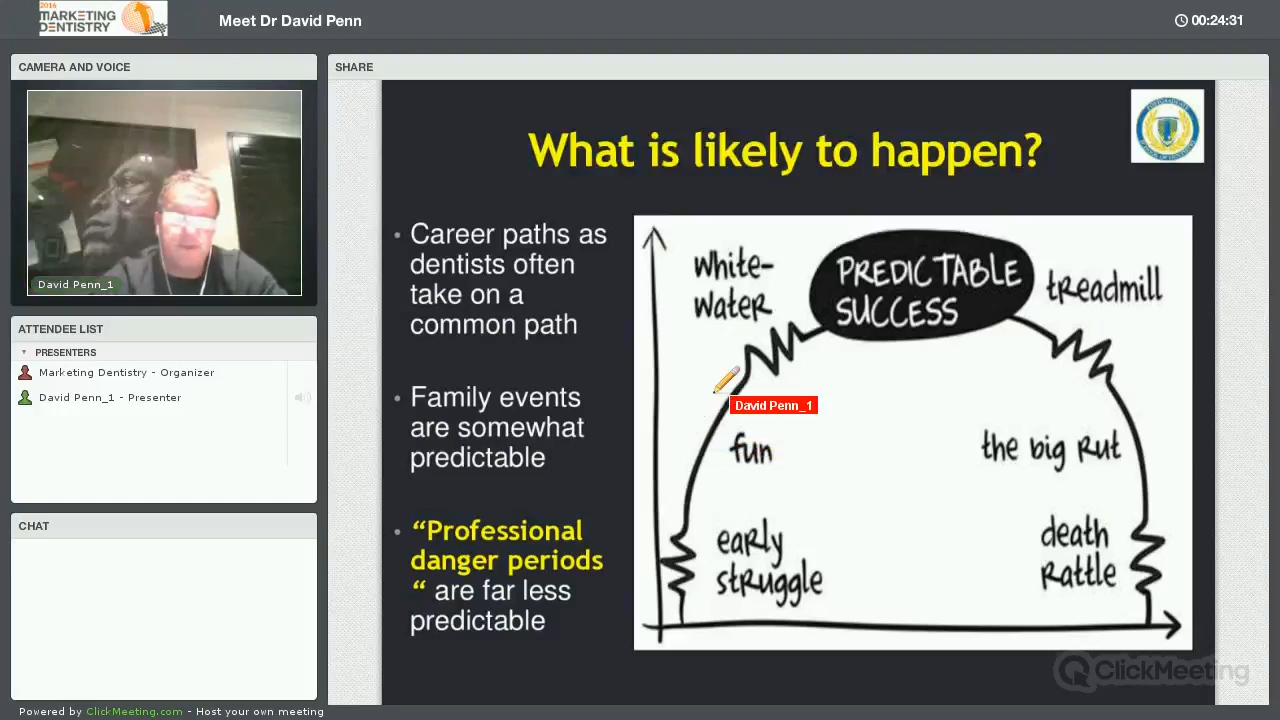 2016
MARKETING
DENTISTRY
Meet Dr David Penn
00:24:31
CAMERA AND VOICE
David Penn_1
ATTENDEE LIST
PRESENTERS
Marketing Dentistry - Organizer
David Penn_1 - Presenter
CHAT
Powered by ClickMeeting.com - Host your own meeting
SHARE
What is likely to happen?
• Career paths as
dentists often
take on a
common path
• Family events
are somewhat
predictable
• “Professional
danger periods
“ are far less
predictable
white-
water
PREDICTABLE
SUCCESS
treadmill
David Penn_1
fun
the big Rut
early
struggle
death
Rattle
ClickMeeting